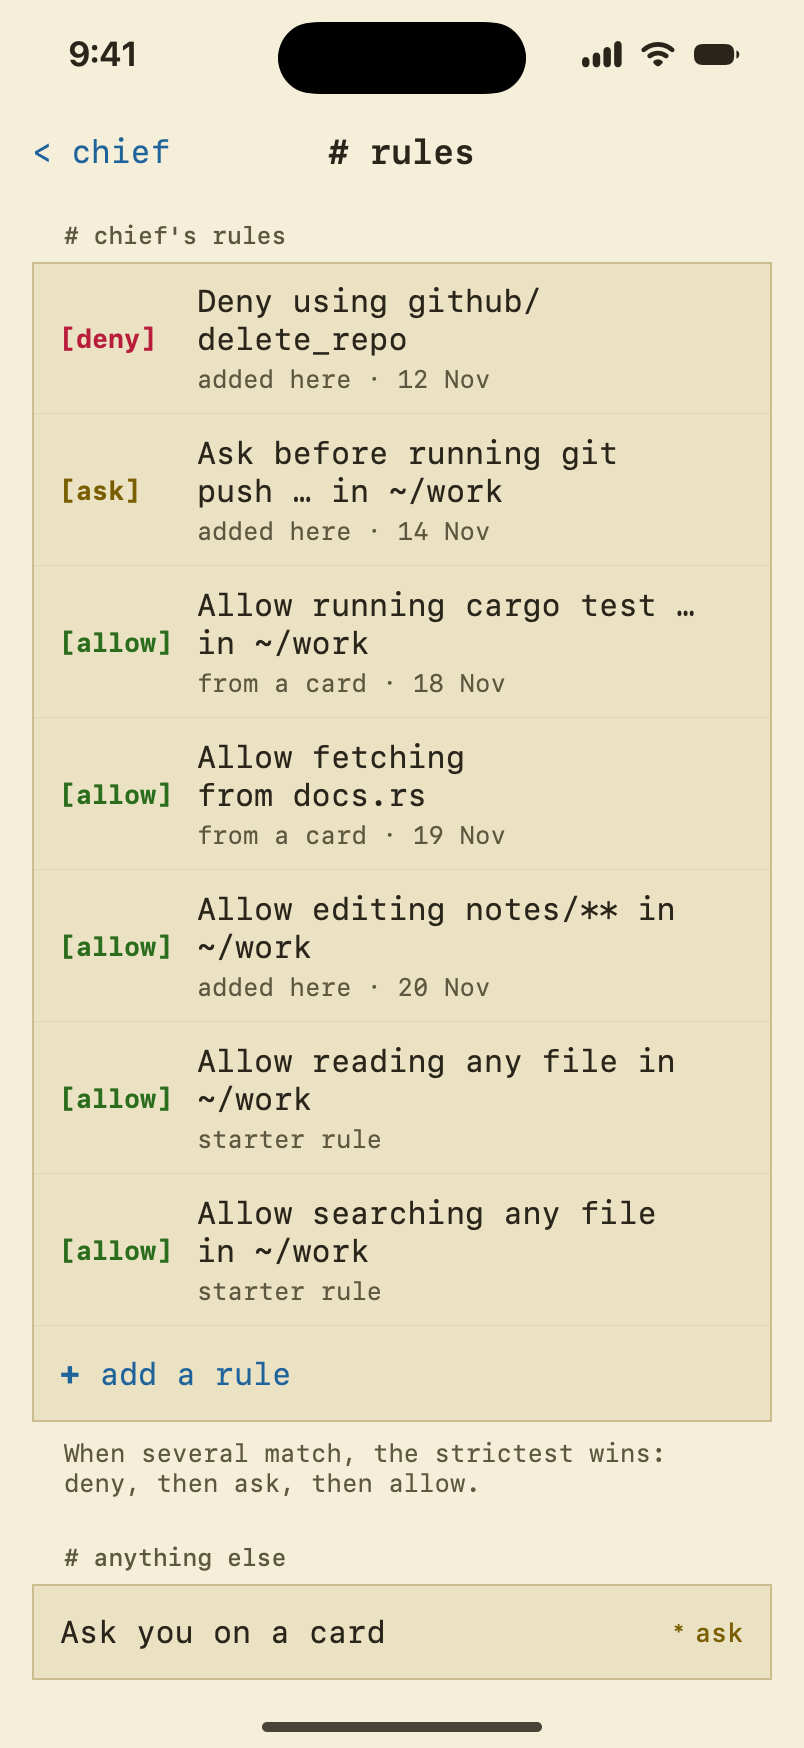 9:41
< chief
# rules
# chief's rules
[deny]
Deny using github/
delete_repo
added here · 12 Nov
[ask]
Ask before running git
push … in ~/work
added here · 14 Nov
[allow]
Allow running cargo test …
in ~/work
from a card · 18 Nov
[allow]
Allow fetching
from docs.rs
from a card · 19 Nov
[allow]
Allow editing notes/** in
~/work
added here · 20 Nov
[allow]
Allow reading any file in
~/work
starter rule
[allow]
Allow searching any file
in ~/work
starter rule
+ add a rule
When several match, the strictest wins:
deny, then ask, then allow.
# anything else
Ask you on a card
* ask